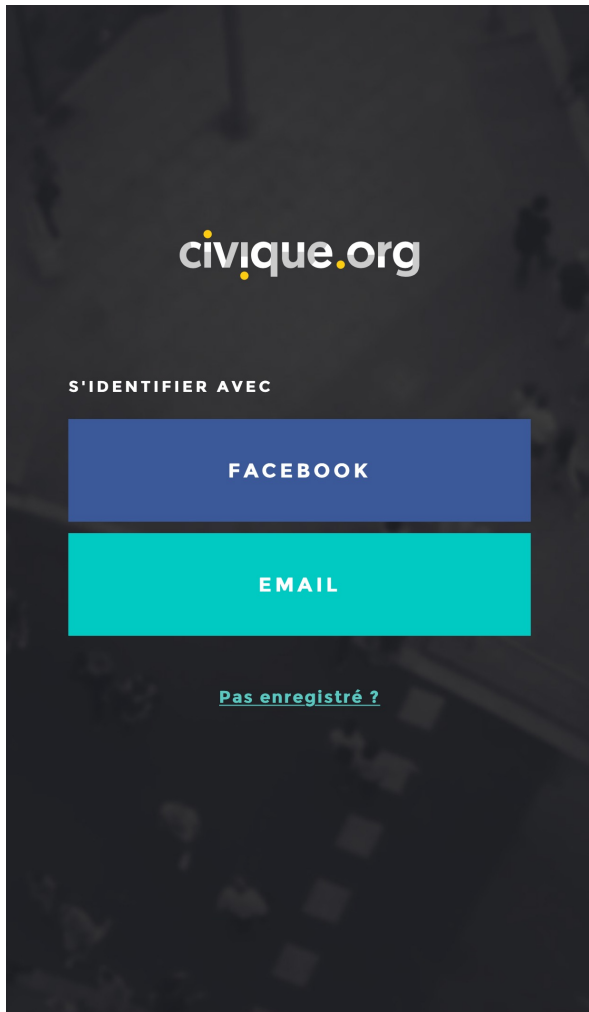 civique.org
S'IDENTIFIER AVEC
FACEBOOK
EMAIL
Pas enregistré ?